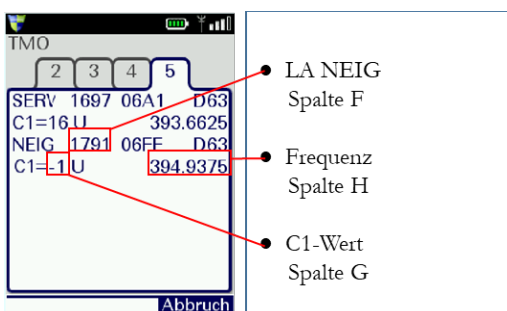 TMO
2 3 4 5
SERV 1697 06A1 D63
C1=16 U 393.6625
NEIG 1791 06FF D63
C1=-1 U 394.9375
Abbruch
• LA NEIG
Spalte F
• Frequenz
Spalte H
• C1-Wert
Spalte G